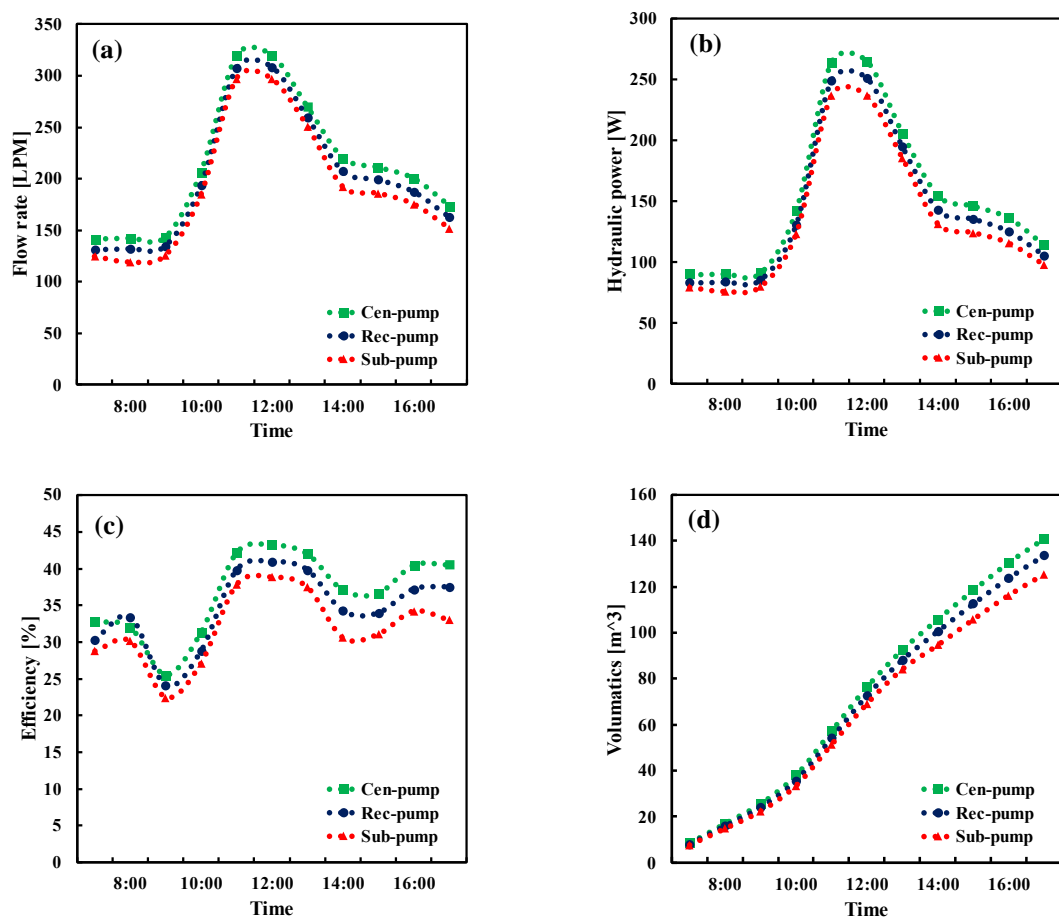 (a)
Flow rate [LPM]
350
300
250
200
150
100
50
0
Cen-pump
Rec-pump
Sub-pump
8:00 10:00 12:00 14:00 16:00
Time
(b)
Hydraulic power [W]
300
250
200
150
100
50
0
Cen-pump
Rec-pump
Sub-pump
8:00 10:00 12:00 14:00 16:00
Time
(c)
Efficiency [%]
50
45
40
35
30
25
20
15
10
5
0
Cen-pump
Rec-pump
Sub-pump
8:00 10:00 12:00 14:00 16:00
Time
(d)
Volumatics [m^3]
160
140
120
100
80
60
40
20
0
Cen-pump
Rec-pump
Sub-pump
8:00 10:00 12:00 14:00 16:00
Time